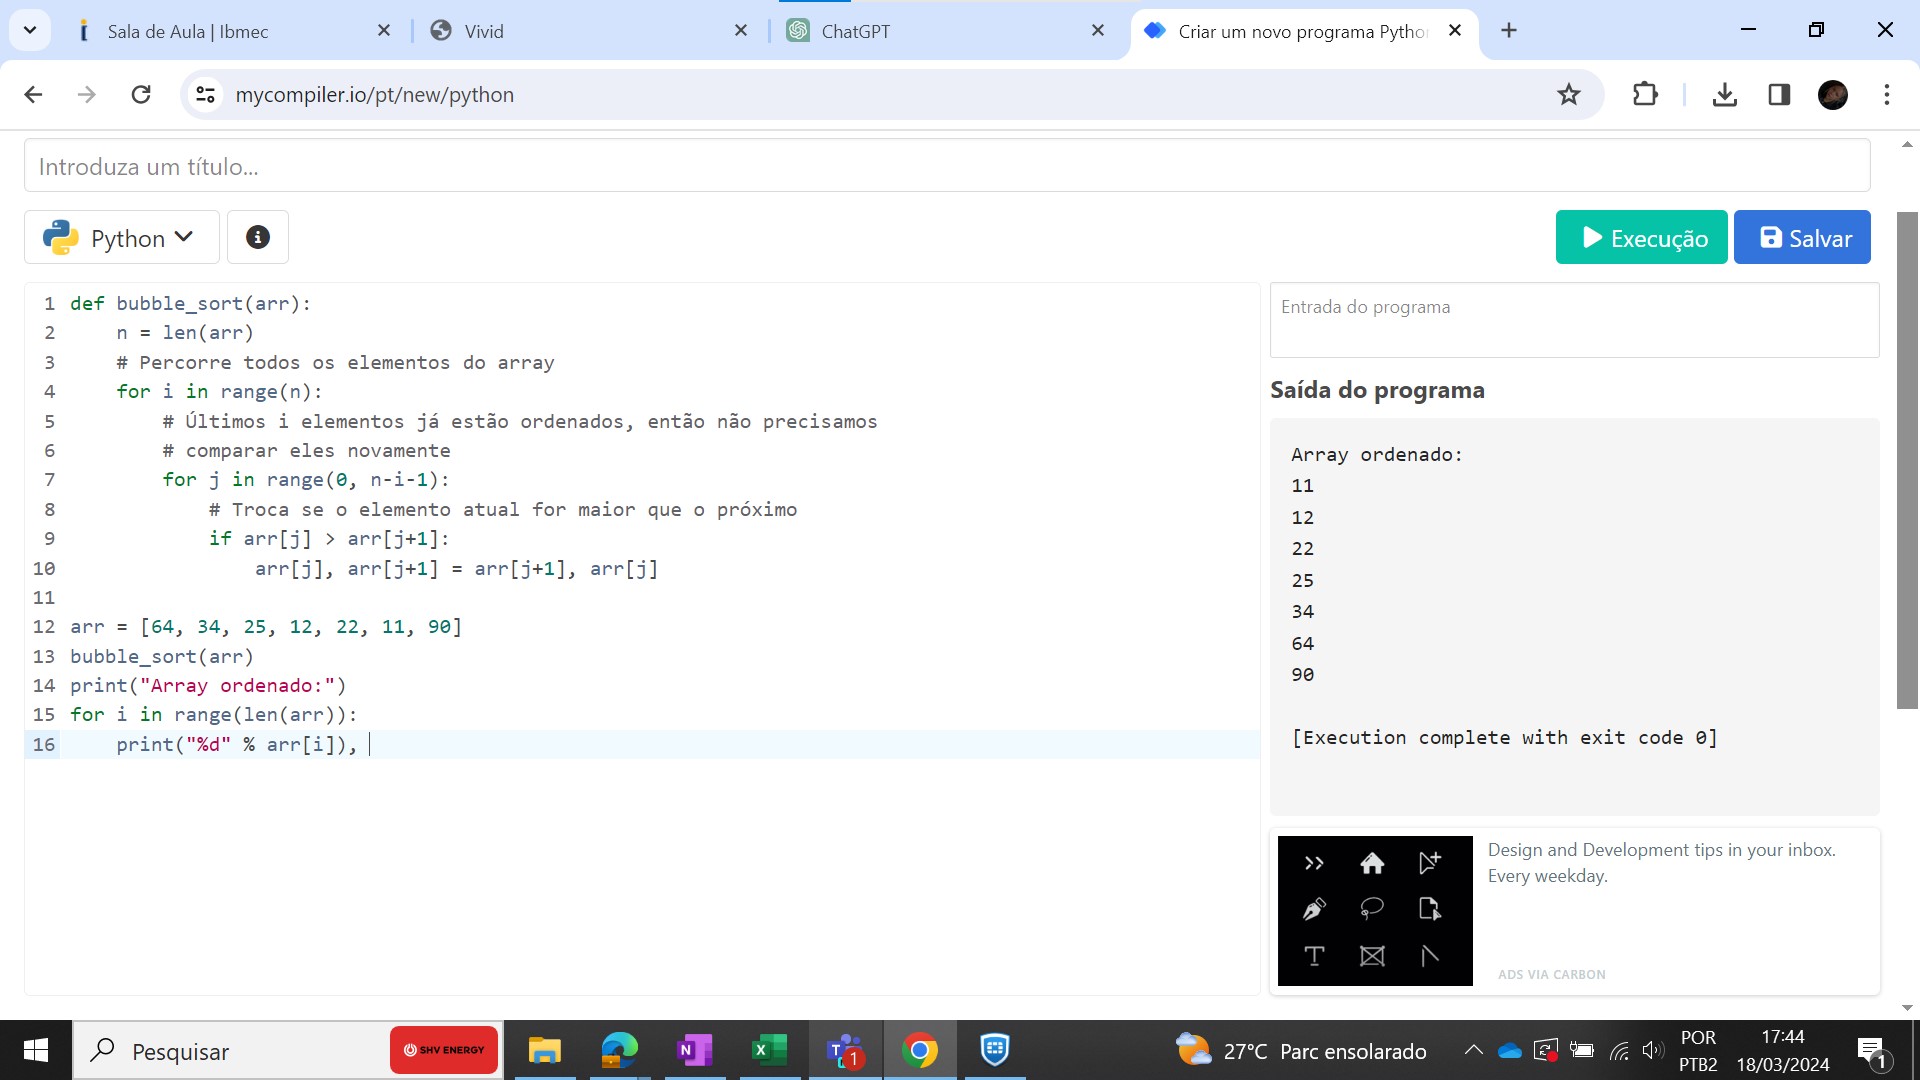 Sala de Aula | Ibmec
Vivid
ChatGPT
Criar um novo programa Pytho
mycompiler.io/pt/new/python
Introduza um título...
Python
Execução
Salvar
1 def bubble_sort(arr):
2 n = len(arr)
3 # Percorre todos os elementos do array
4 for i in range(n):
5 # Últimos i elementos já estão ordenados, então não precisamos
6 # comparar eles novamente
7 for j in range(0, n-i-1):
8 # Troca se o elemento atual for maior que o próximo
9 if arr[j] > arr[j+1]:
10 arr[j], arr[j+1] = arr[j+1], arr[j]
11
12 arr = [64, 34, 25, 12, 22, 11, 90]
13 bubble_sort(arr)
14 print("Array ordenado:")
15 for i in range(len(arr)):
16 print("%d" % arr[i]),
Entrada do programa
Saída do programa
Array ordenado:
11
12
22
25
34
64
90
[Execution complete with exit code 0]
Design and Development tips in your inbox.
Every weekday.
ADS VIA CARBON
Pesquisar
SHV ENERGY
1
27°C Parc ensolarado
POR
PTB2
17:44
18/03/2024
1